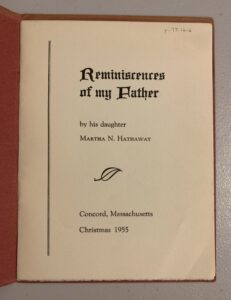 Reminiscences
of my Father
by his daughter
MARTHA N. HATHAWAY
Concord, Massachusetts
Christmas 1955